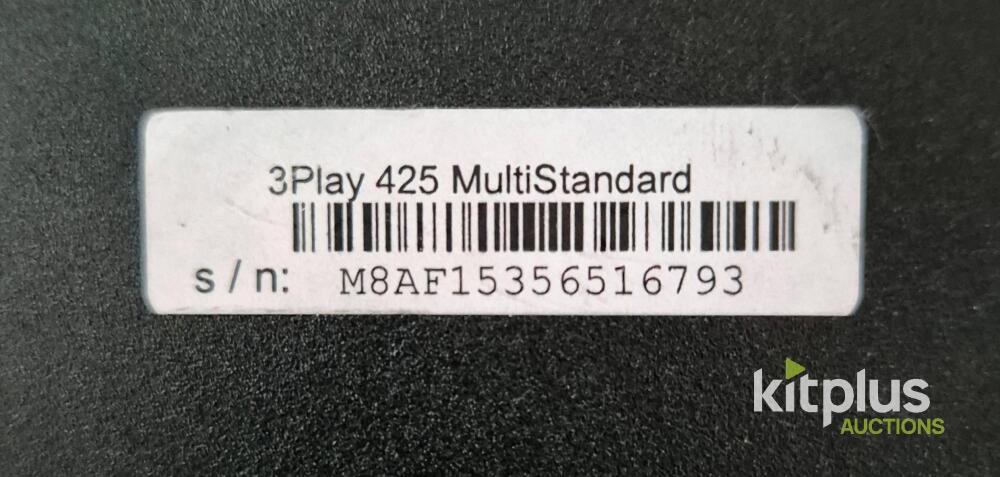 3Play 425 MultiStandard
s / n: M8AF15356516793
kitplus
AUCTIONS